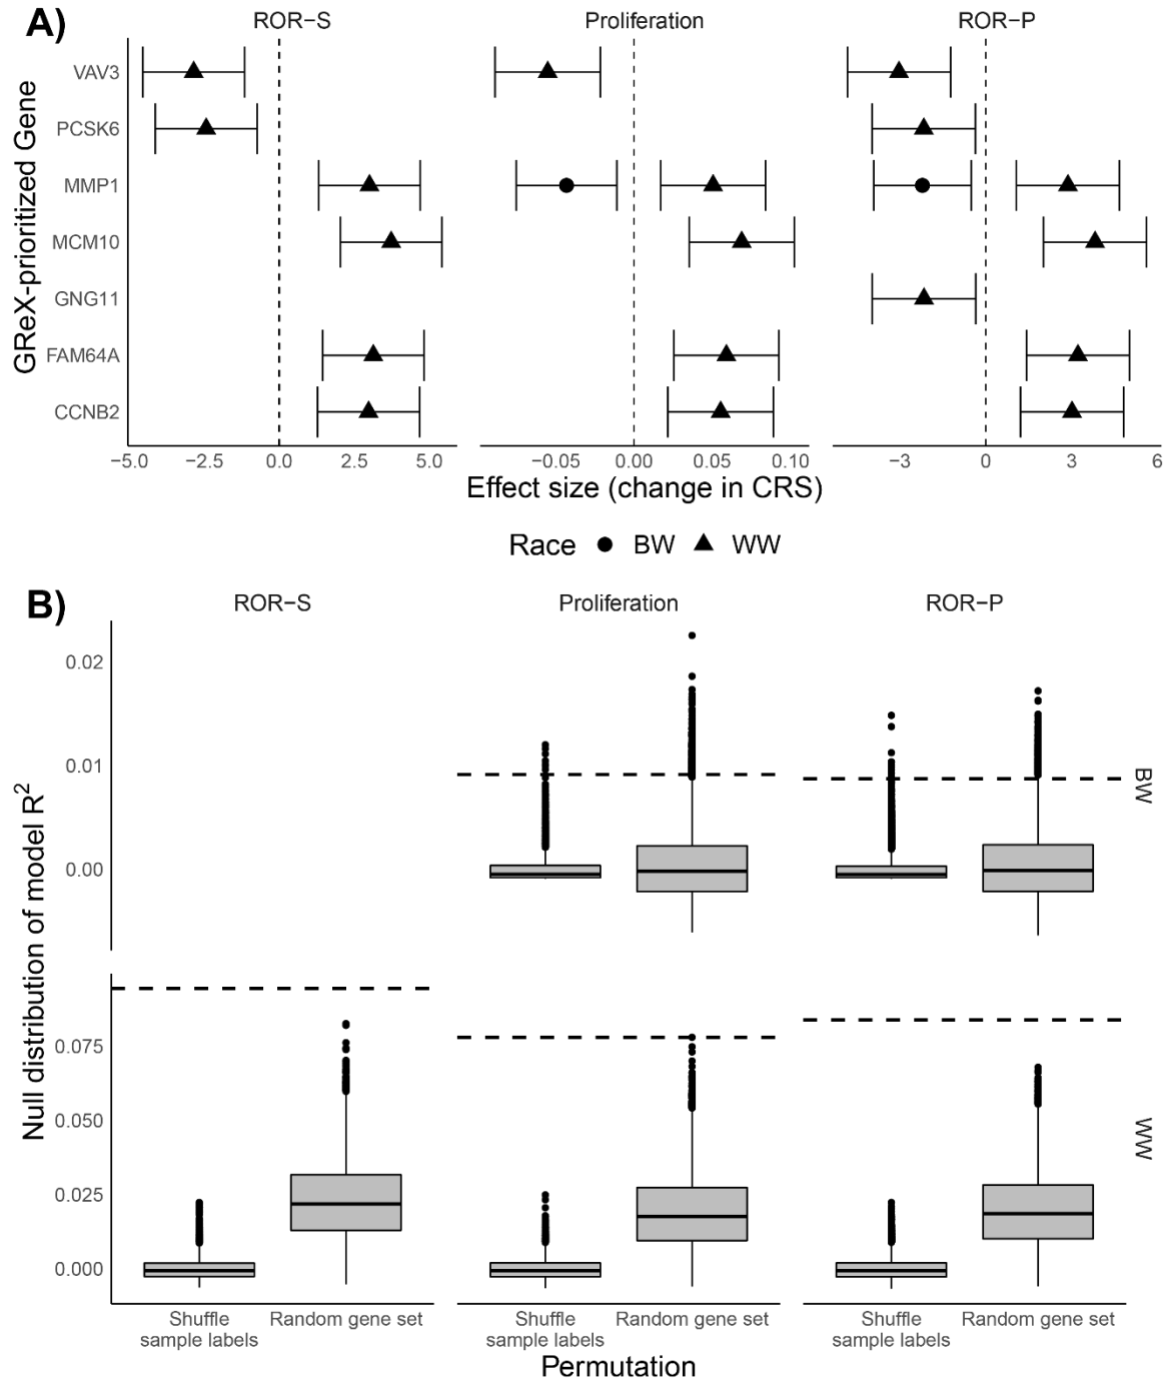 A)
ROR−S Proliferation ROR−P
GReX-prioritized Gene
VAV3
PCSK6
MMP1
MCM10
GNG11
FAM64A
CCNB2
−5.0 −2.5 0.0 2.5 5.0 −0.05 0.00 0.05 0.10 −3 0 3 6
Effect size (change in CRS)
Race BW WW
B)
ROR−S Proliferation ROR−P
Null distribution of model R²
0.02
0.01
0.00
BW
0.075
0.050
0.025
0.000
WW
Shuffle sample labels Random gene set Shuffle sample labels Random gene set Shuffle sample labels Random gene set
Permutation